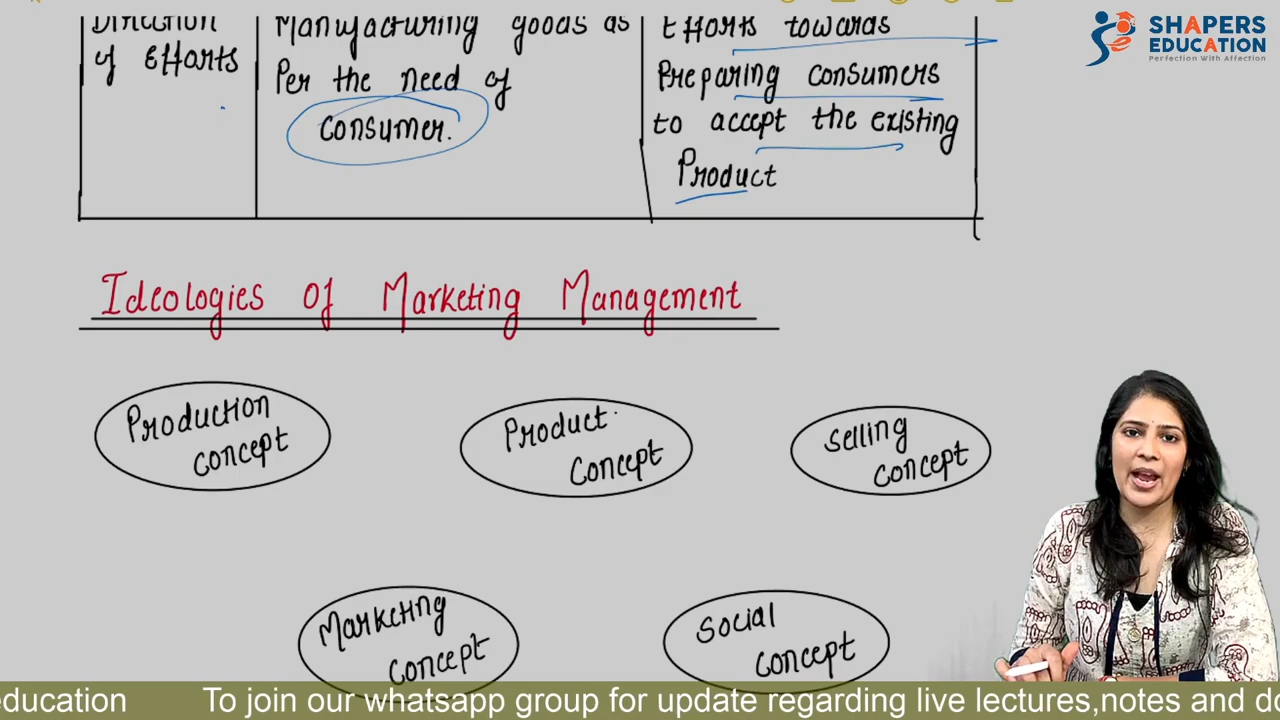 SHAPERS
EDUCATION
Perfection With Affection
Direction
of Efforts
Manufacturing goods as
Per the need of
consumer.
Efforts towards
Preparing consumers
to accept the existing
Product
Ideologies of Marketing Management
Production
concept
Product
concept
Selling
concept
Marketing
concept
Social
concept
education To join our whatsapp group for update regarding live lectures,notes and do